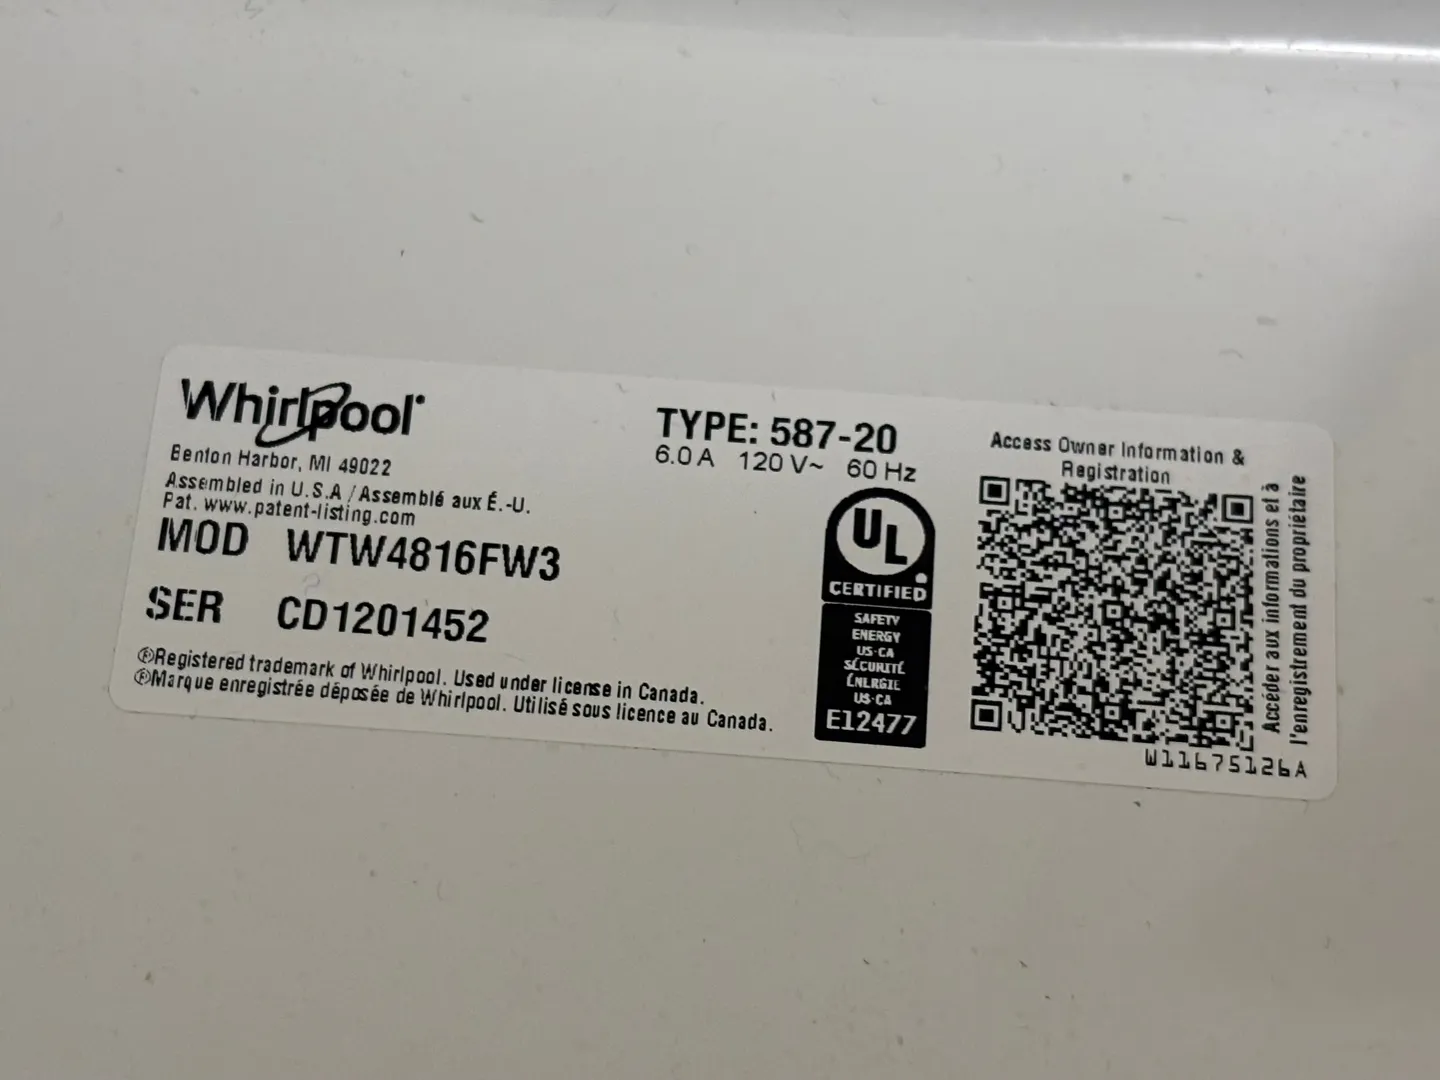 Whirlpool
Benton Harbor, MI 49022
Assembled in U.S.A / Assemblé aux É.-U.
Pat. www.patent-listing.com
MOD WTW4816FW3
SER CD1201452
®Registered trademark of Whirlpool. Used under license in Canada.
®Marque enregistrée déposée de Whirlpool. Utilisé sous licence au Canada.
TYPE: 587-20
6.0 A 120 V~ 60 Hz
UL
CERTIFIED
SAFETY
ENERGY
US·CA
SÉCURITÉ
ÉNERGIE
US·CA
E12477
Access Owner Information &
Registration
Accéder aux informations et à
l'enregistrement du propriétaire
W11675126A